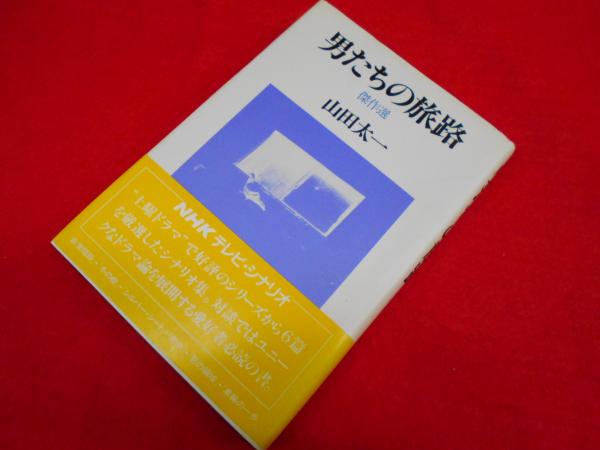 男たちの旅路
傑作選
山田太一
NHKテレビ・シナリオ
"土曜ドラマ"で好評のシリーズから6篇
を厳選したシナリオ集。対談ではユニー
クなドラマ論を展開する愛好者必読の書。